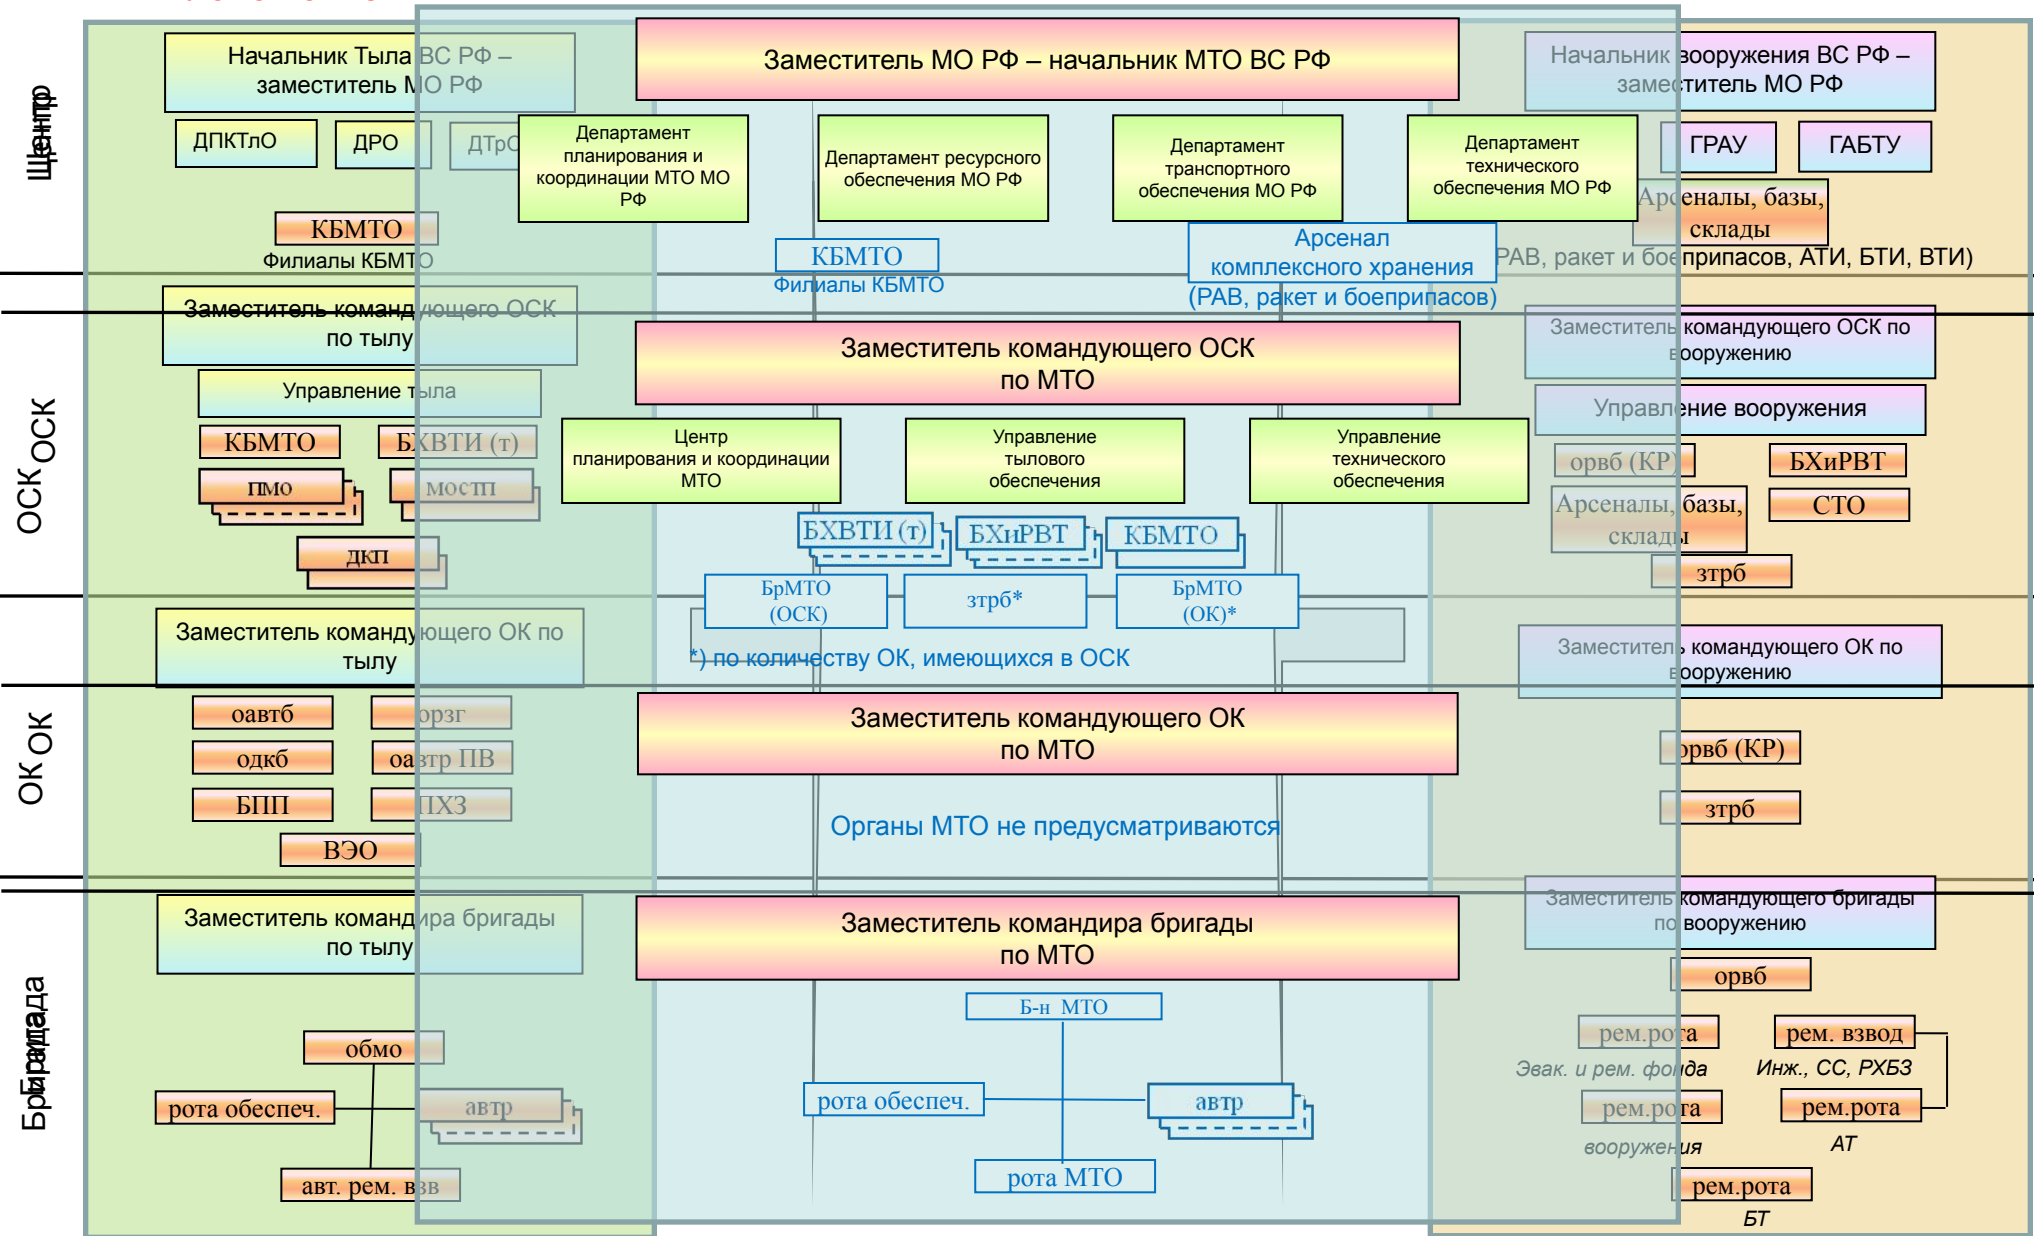 Центр
Начальник Тыла ВС РФ –
заместитель МО РФ
ДПКТлО
ДРО
ДТрО
КБМТО
Филиалы КБМТО
Заместитель МО РФ – начальник МТО ВС РФ
Департамент
планирования и
координации МТО МО
РФ
Департамент ресурсного
обеспечения МО РФ
Департамент
транспортного
обеспечения МО РФ
Департамент
технического
обеспечения МО РФ
КБМТО
Филиалы КБМТО
Арсенал
комплексного хранения
(РАВ, ракет и боеприпасов)
Начальник вооружения ВС РФ –
заместитель МО РФ
ГРАУ
ГАБТУ
Арсеналы, базы,
склады
РАВ, ракет и боеприпасов, АТИ, БТИ, ВТИ)
ОСК
ОСК
Заместитель командующего ОСК
по тылу
Управление тыла
КБМТО
БХВТИ (т)
пмо
мостп
дкп
Заместитель командующего ОСК
по МТО
Центр
планирования и координации
МТО
Управление
тылового
обеспечения
Управление
технического
обеспечения
БХВТИ (т)
БХиРВТ
КБМТО
БрМТО
(ОСК)
зтрб*
БрМТО
(ОК)*
*) по количеству ОК, имеющихся в ОСК
Заместитель командующего ОСК по
вооружению
Управление вооружения
орвб (КР)
БХиРВТ
Арсеналы, базы,
склады
СТО
зтрб
ОК
ОК
Заместитель командующего ОК по
тылу
оавтб
орзг
одкб
оавтр ПВ
БПП
ПХЗ
ВЭО
Заместитель командующего ОК
по МТО
Органы МТО не предусматриваются
Заместитель командующего ОК по
вооружению
орвб (КР)
зтрб
Бригада
Заместитель командира бригады
по тылу
обмо
рота обеспеч.
автр
авт. рем. взв
Заместитель командира бригады
по МТО
Б-н МТО
рота обеспеч.
автр
рота МТО
Заместитель командующего бригады
по вооружению
орвб
рем.рота
Эвак. и рем. фонда
рем. взвод
Инж., СС, РХБЗ
рем.рота
вооружения
рем.рота
АТ
рем.рота
БТ